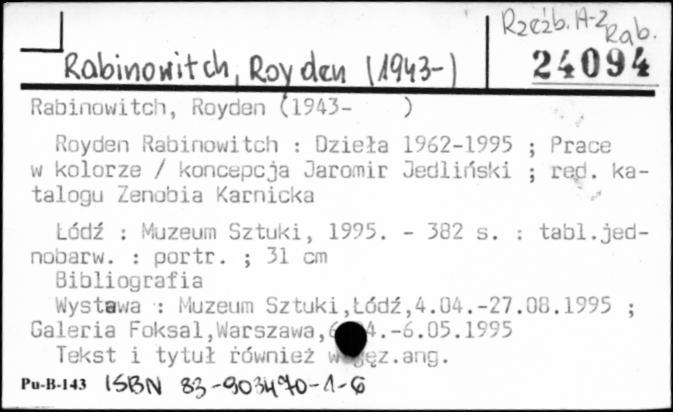 Rzeźb. A-Z
Rab.
24094
Rabinowitch, Royden (1943-)
Rabinowitch, Royden (1943-    )
Royden Rabinowitch : Dzieła 1962-1995 ; Prace
w kolorze / koncepcja Jaromir Jedliński ; red. ka-
talogu Zenobia Karnicka
Łódź : Muzeum Sztuki, 1995. - 382 s. : tabl.jed-
nobarw. : portr. ; 31 cm
Bibliografia
Wystawa : Muzeum Sztuki,Łódź,4.04.-27.08.1995 ;
Galeria Foksal,Warszawa, .-6.05.1995
Tekst i tytuł również w ang.
Pu-B-143 ISBN 83-903470-1-6